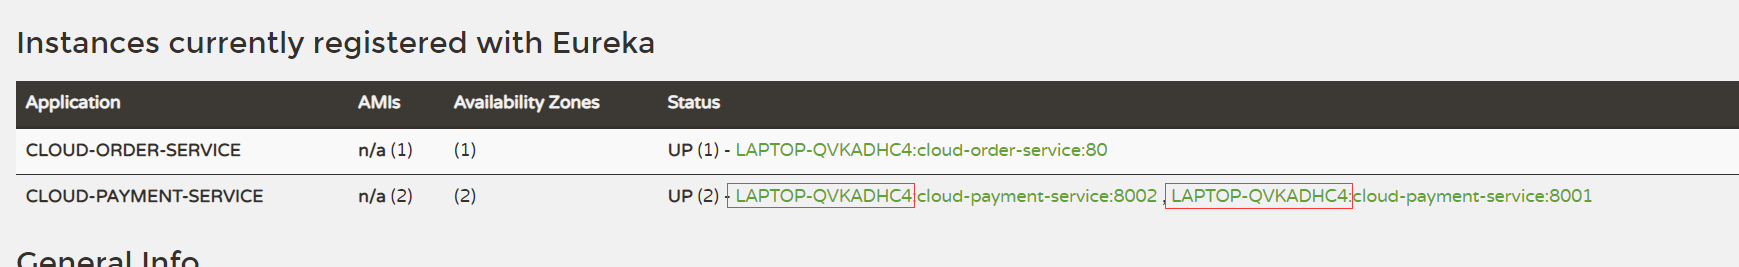 Instances currently registered with Eureka
Application AMIs Availability Zones Status
CLOUD-ORDER-SERVICE n/a (1) (1) UP (1) - LAPTOP-QVKADHC4:cloud-order-service:80
CLOUD-PAYMENT-SERVICE n/a (2) (2) UP (2) - LAPTOP-QVKADHC4:cloud-payment-service:8002 , LAPTOP-QVKADHC4:cloud-payment-service:8001
General Info